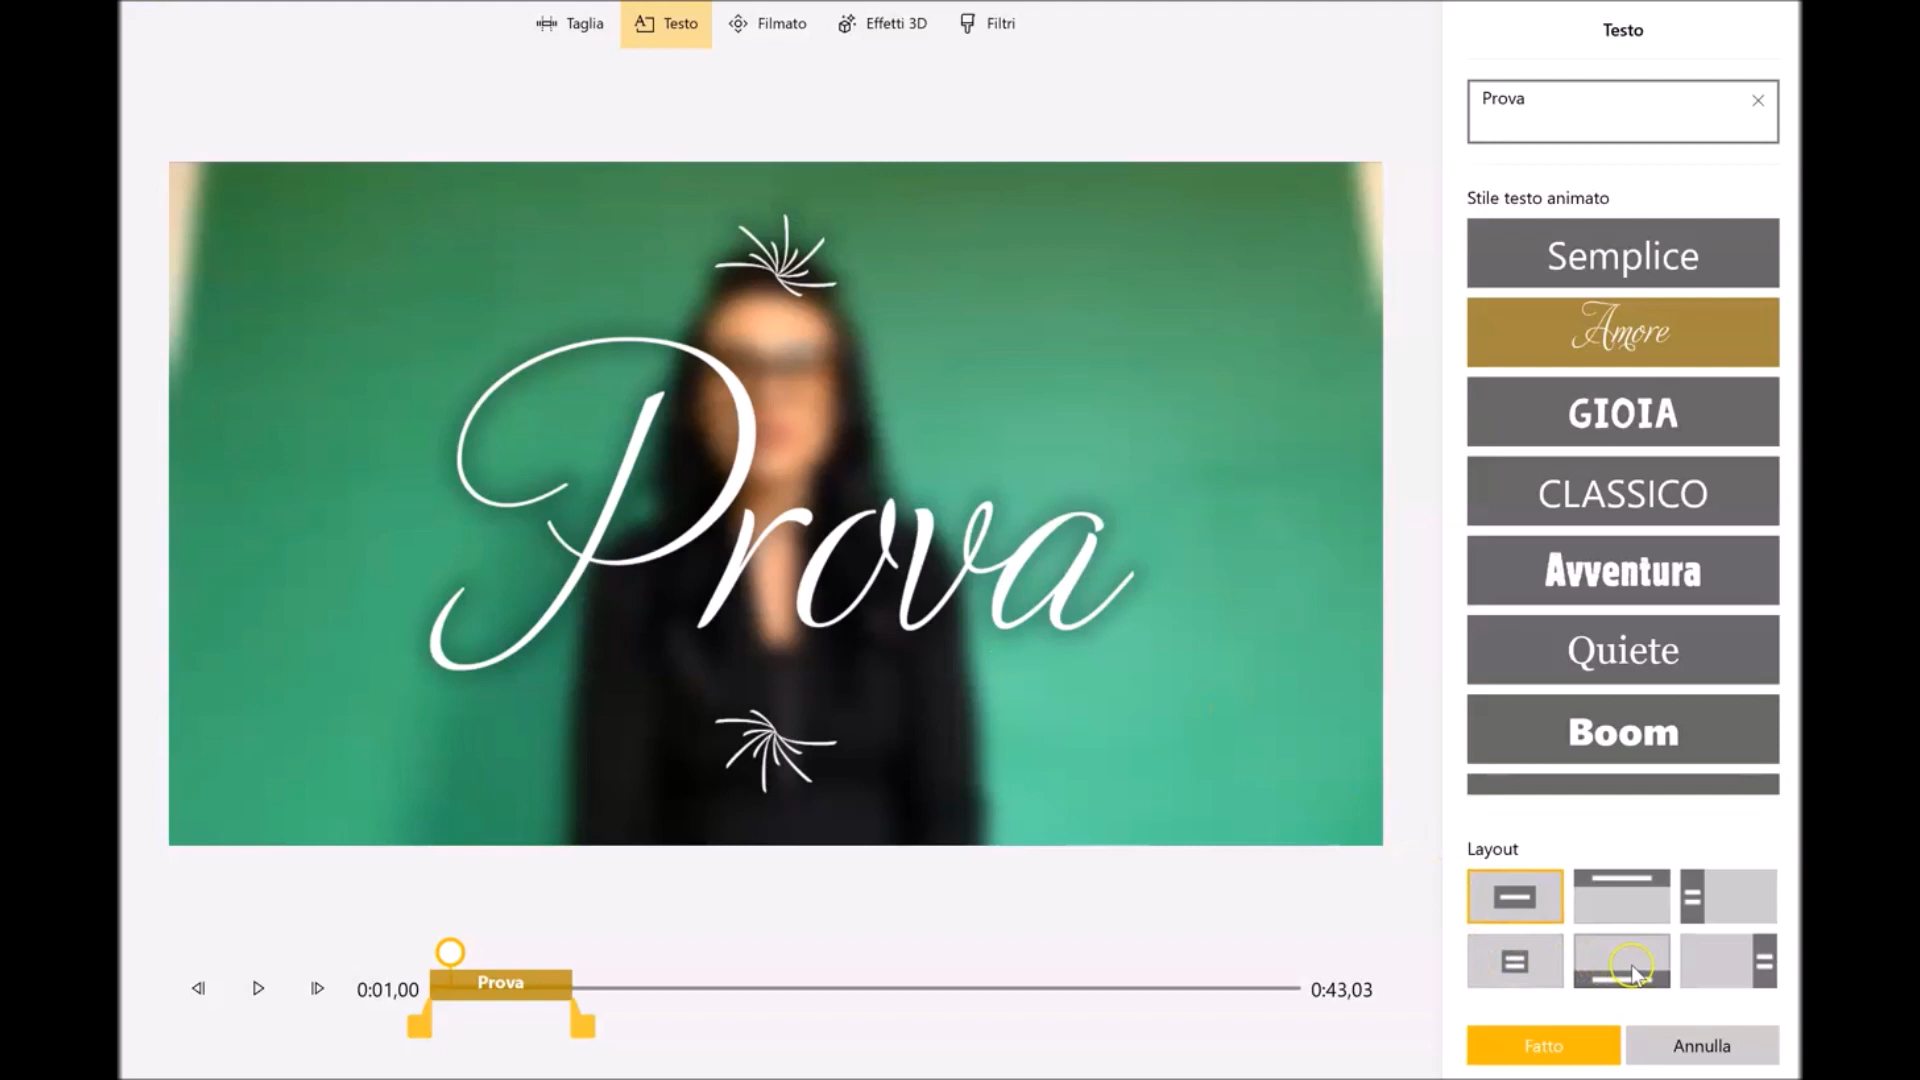 Taglia
Testo
Filmato
Effetti 3D
Filtri
Testo
Prova
Stile testo animato
Semplice
Amore
GIOIA
CLASSICO
Avventura
Quiete
Boom
Prova
Layout
0:01,00
Prova
0:43,03
Fatto
Annulla